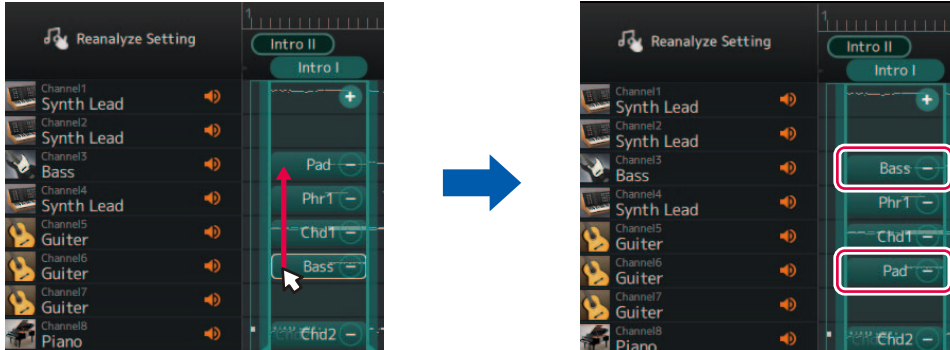 1
Reanalyze Setting
Intro II
Intro I
Channel1
Synth Lead
+
Channel2
Synth Lead
Channel3
Bass
Pad −
Channel4
Synth Lead
Phr1 −
Channel5
Guiter
Chd1 −
Channel6
Guiter
Bass −
Channel7
Guiter
Channel8
Piano
Chd2 −
1
Reanalyze Setting
Intro II
Intro I
Channel1
Synth Lead
+
Channel2
Synth Lead
Channel3
Bass
Bass −
Channel4
Synth Lead
Phr1 −
Channel5
Guiter
Chd1 −
Channel6
Guiter
Pad −
Channel7
Guiter
Channel8
Piano
Chd2 −